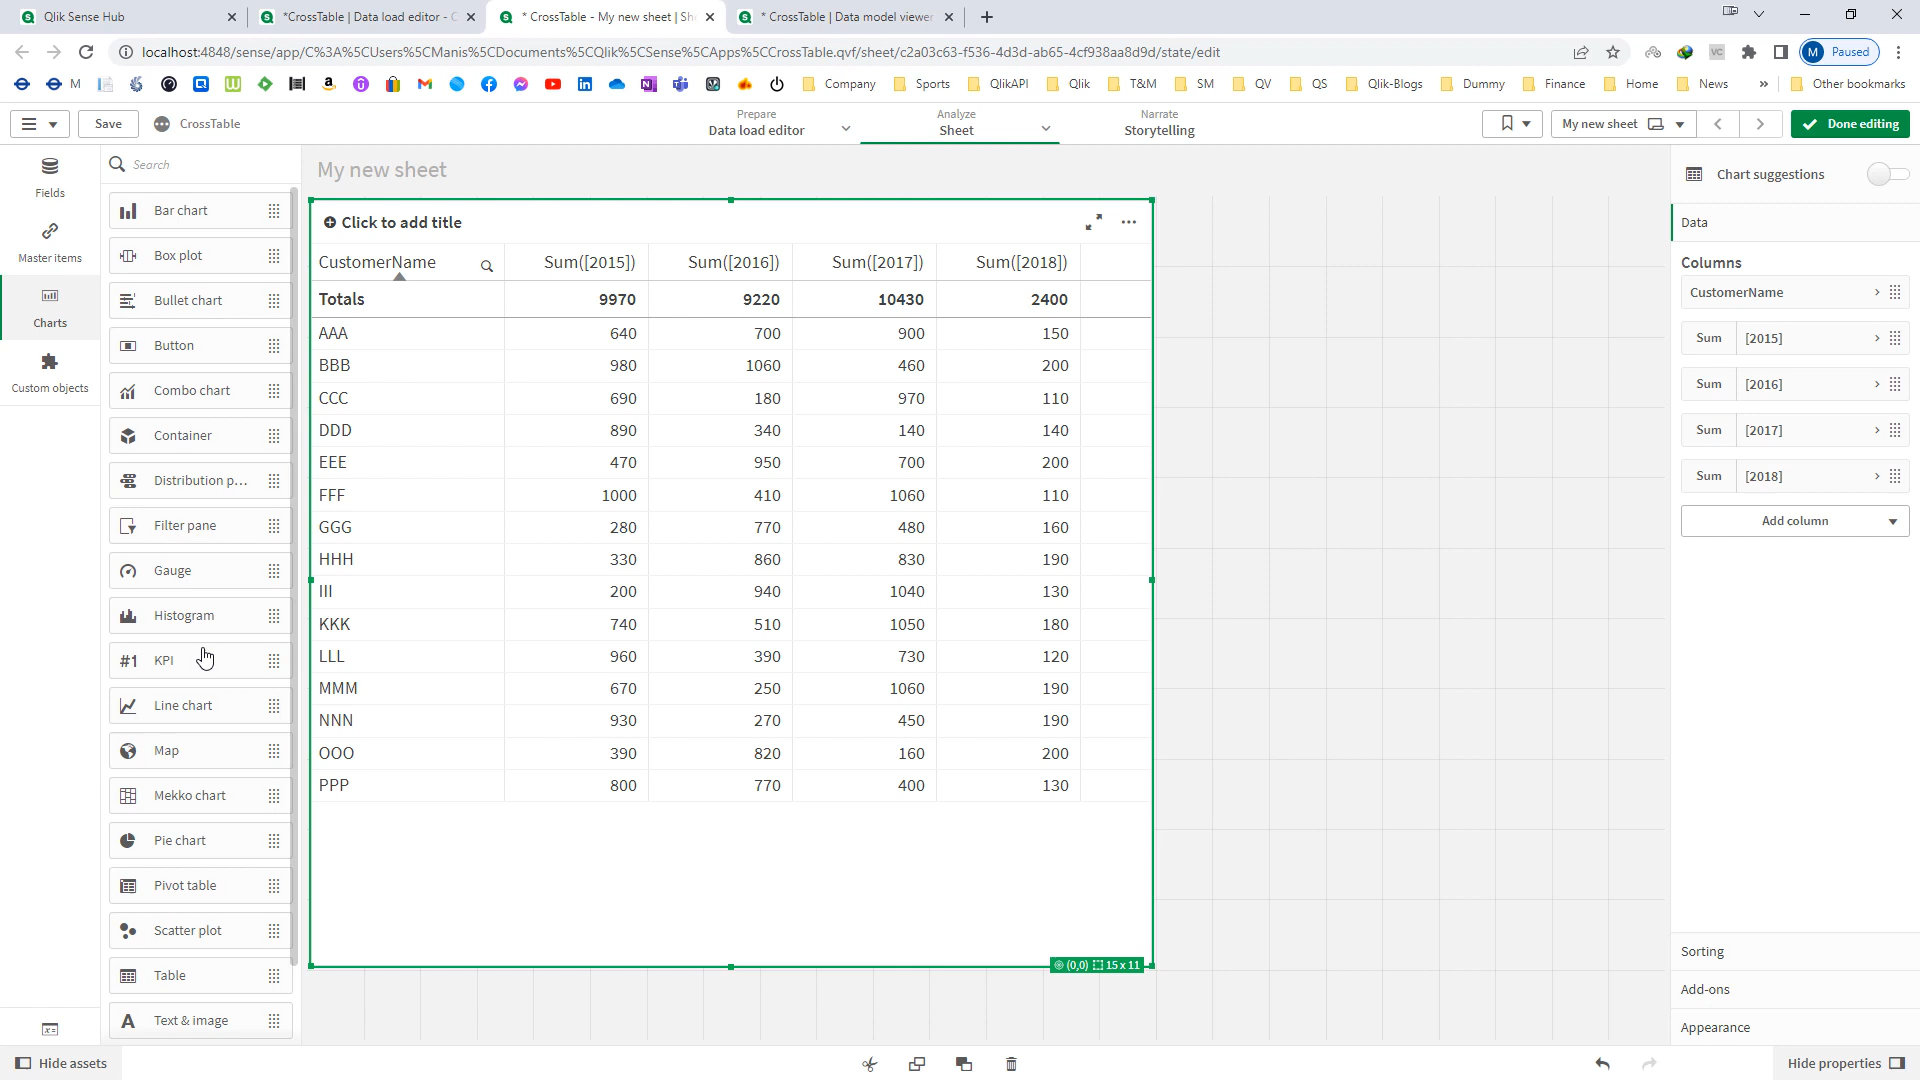 Qlik Sense Hub
*CrossTable | Data load editor - C
* CrossTable - My new sheet | Sh
* CrossTable | Data model viewer
localhost:4848/sense/app/C%3A%5CUsers%5CManis%5CDocuments%5CQlik%5CSense%5CApps%5CCrossTable.qvf/sheet/c2a03c63-f536-4d3d-ab65-4cf938aa8d9d/state/edit
VC
M Paused
M
Company
Sports
QlikAPI
Qlik
T&M
SM
QV
QS
Qlik-Blogs
Dummy
Finance
Home
News
»
Other bookmarks
Save
CrossTable
Prepare
Data load editor
Analyze
Sheet
Narrate
Storytelling
My new sheet
Done editing
Fields
Master items
Charts
Custom objects
Search
Bar chart
Box plot
Bullet chart
Button
Combo chart
Container
Distribution p...
Filter pane
Gauge
Histogram
#1 KPI
Line chart
Map
Mekko chart
Pie chart
Pivot table
Scatter plot
Table
A Text & image
My new sheet
Click to add title
CustomerName Sum([2015]) Sum([2016]) Sum([2017]) Sum([2018])
Totals 9970 9220 10430 2400
AAA 640 700 900 150
BBB 980 1060 460 200
CCC 690 180 970 110
DDD 890 340 140 140
EEE 470 950 700 200
FFF 1000 410 1060 110
GGG 280 770 480 160
HHH 330 860 830 190
III 200 940 1040 130
KKK 740 510 1050 180
LLL 960 390 730 120
MMM 670 250 1060 190
NNN 930 270 450 190
OOO 390 820 160 200
PPP 800 770 400 130
(0,0) 15 x 11
Chart suggestions
Data
Columns
CustomerName
Sum [2015]
Sum [2016]
Sum [2017]
Sum [2018]
Add column
Sorting
Add-ons
Appearance
Hide assets
Hide properties